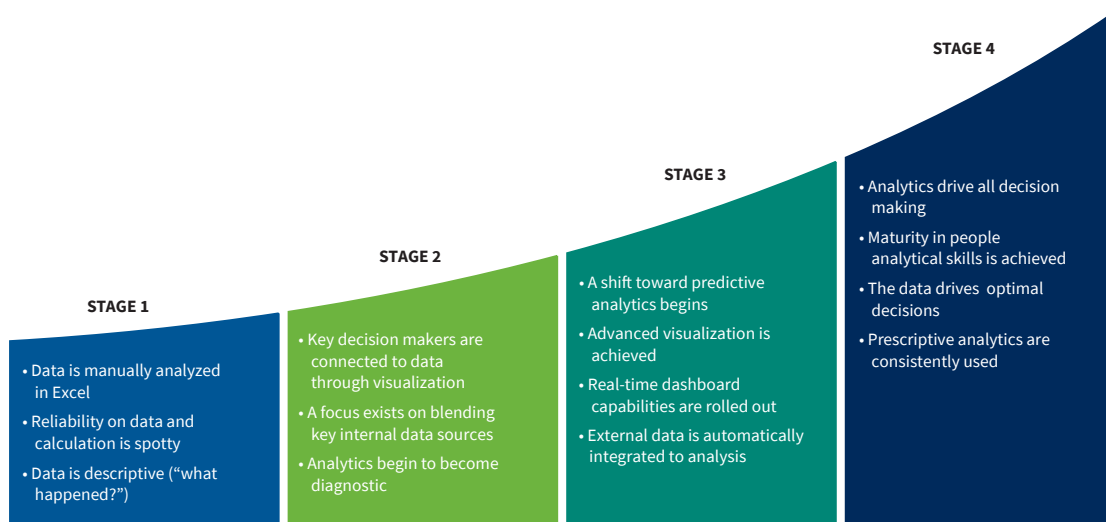 STAGE 1
• Data is manually analyzed
in Excel
• Reliability on data and
calculation is spotty
• Data is descriptive (“what
happened?”)
STAGE 2
• Key decision makers are
connected to data
through visualization
• A focus exists on blending
key internal data sources
• Analytics begin to become
diagnostic
STAGE 3
• A shift toward predictive
analytics begins
• Advanced visualization is
achieved
• Real-time dashboard
capabilities are rolled out
• External data is automatically
integrated to analysis
STAGE 4
• Analytics drive all decision
making
• Maturity in people
analytical skills is achieved
• The data drives optimal
decisions
• Prescriptive analytics are
consistently used